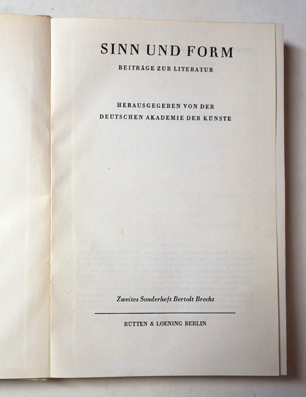 SINN UND FORM
BEITRÄGE ZUR LITERATUR
HERAUSGEGEBEN VON DER
DEUTSCHEN AKADEMIE DER KÜNSTE
Zweites Sonderheft Bertolt Brecht
RÜTTEN & LOENING BERLIN